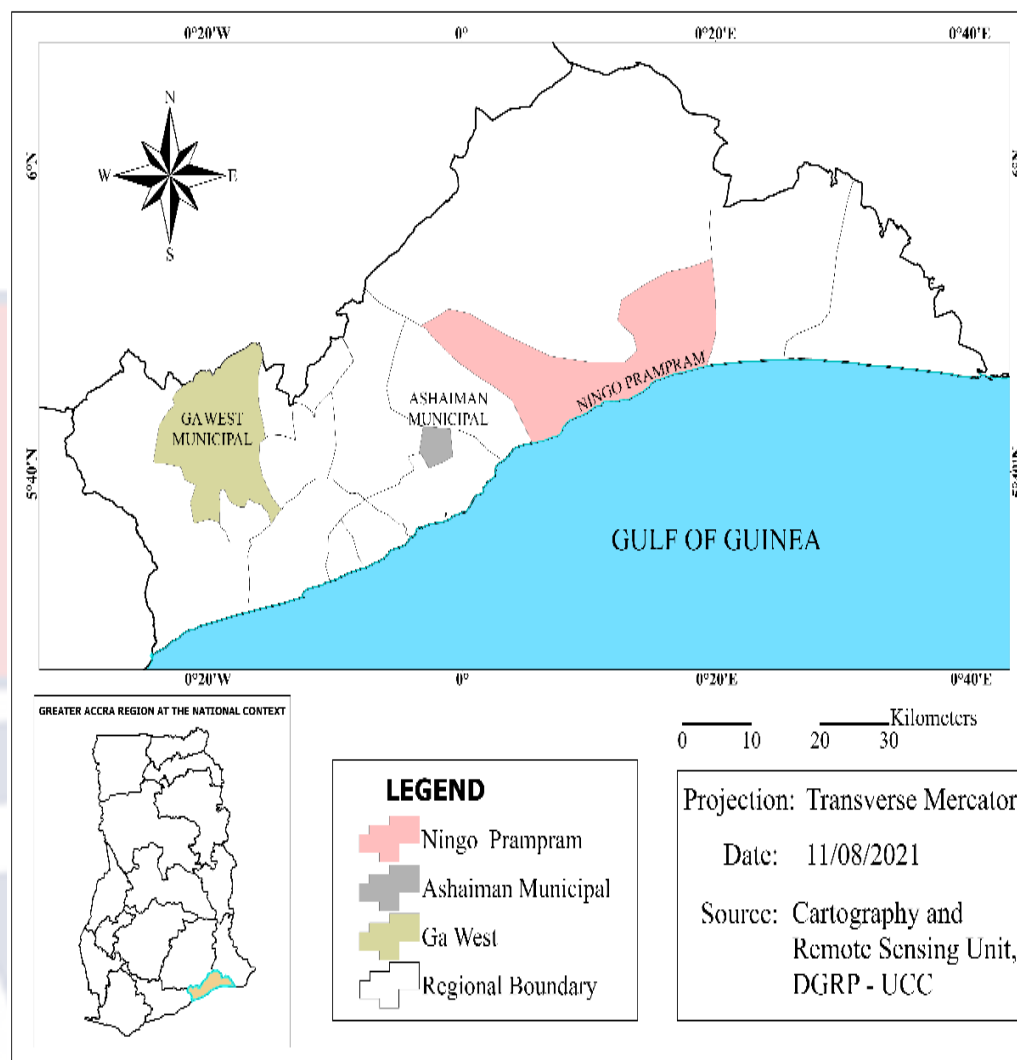 0°20'W 0° 0°20'E 0°40'E
N
W E
S
6°N
6°N
5°40'N
5°40'N
GA WEST
MUNICIPAL
ASHAIMAN
MUNICIPAL
NINGO PRAMPRAM
GULF OF GUINEA
0°20'W 0° 0°20'E 0°40'E
GREATER ACCRA REGION AT THE NATIONAL CONTEXT
Kilometers
0 10 20 30
LEGEND
Ningo Prampram
Ashaiman Municipal
Ga West
Regional Boundary
Projection: Transverse Mercator
Date: 11/08/2021
Source: Cartography and
Remote Sensing Unit,
DGRP - UCC